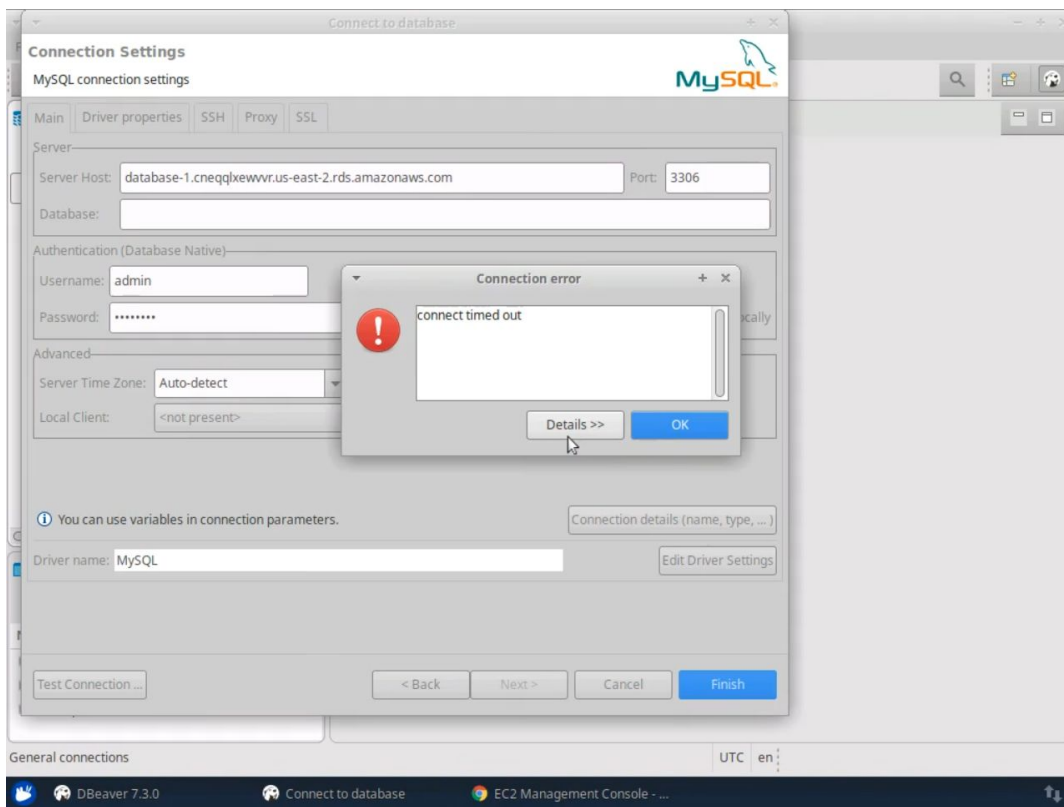 Connect to database
Connection Settings
MySQL connection settings
MySQL
Main Driver properties SSH Proxy SSL
Server
Server Host: database-1.cneqqlxewvvr.us-east-2.rds.amazonaws.com Port: 3306
Database:
Authentication (Database Native)
Username: admin
Password: ••••••••
ocally
Connection error
connect timed out
Details >> OK
Advanced
Server Time Zone: Auto-detect
Local Client: <not present>
You can use variables in connection parameters.
Connection details (name, type, ... )
Driver name: MySQL
Edit Driver Settings
Test Connection ... < Back Next > Cancel Finish
General connections UTC en
DBeaver 7.3.0 Connect to database EC2 Management Console - ...